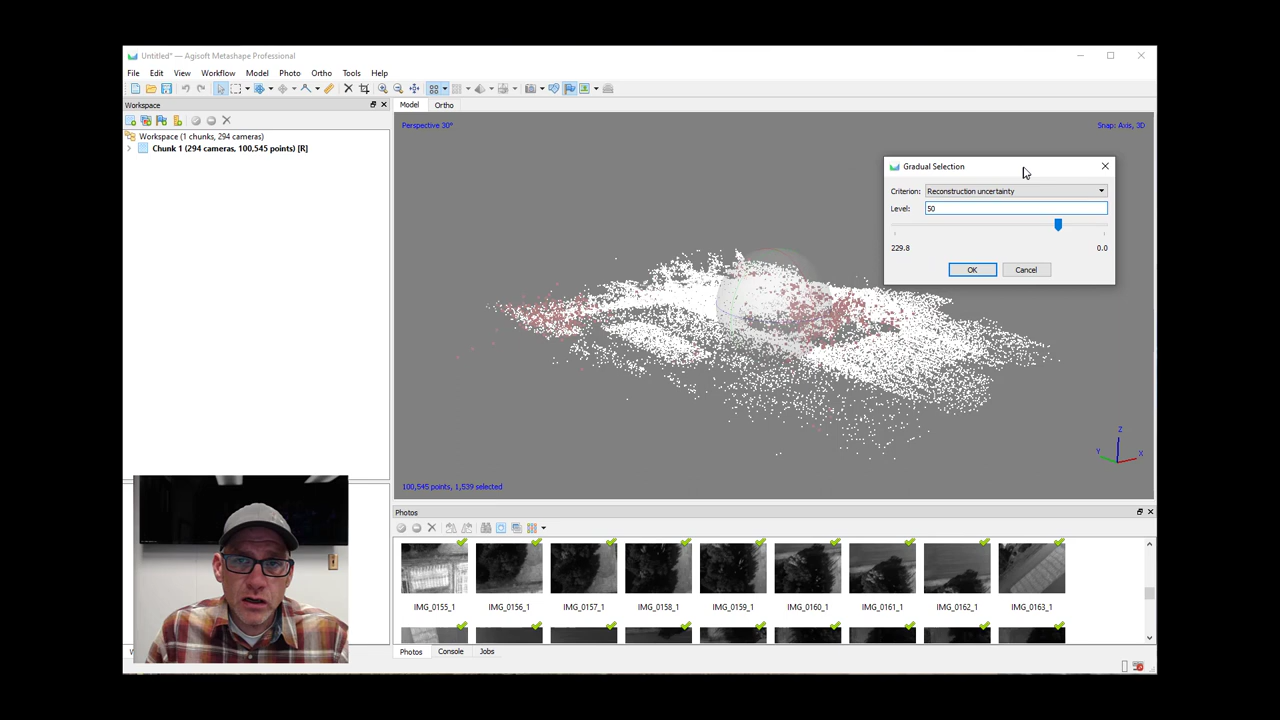 Untitled* — Agisoft Metashape Professional
File Edit View Workflow Model Photo Ortho Tools Help
Workspace
Workspace (1 chunks, 294 cameras)
Chunk 1 (294 cameras, 100,545 points) [R]
Model Ortho
Perspective 30°
Snap: Axis, 3D
Gradual Selection
Criterion: Reconstruction uncertainty
Level: 50
229.8 0.0
OK Cancel
Z
Y X
100,545 points, 1,539 selected
Photos
IMG_0155_1 IMG_0156_1 IMG_0157_1 IMG_0158_1 IMG_0159_1 IMG_0160_1 IMG_0161_1 IMG_0162_1 IMG_0163_1
Photos Console Jobs